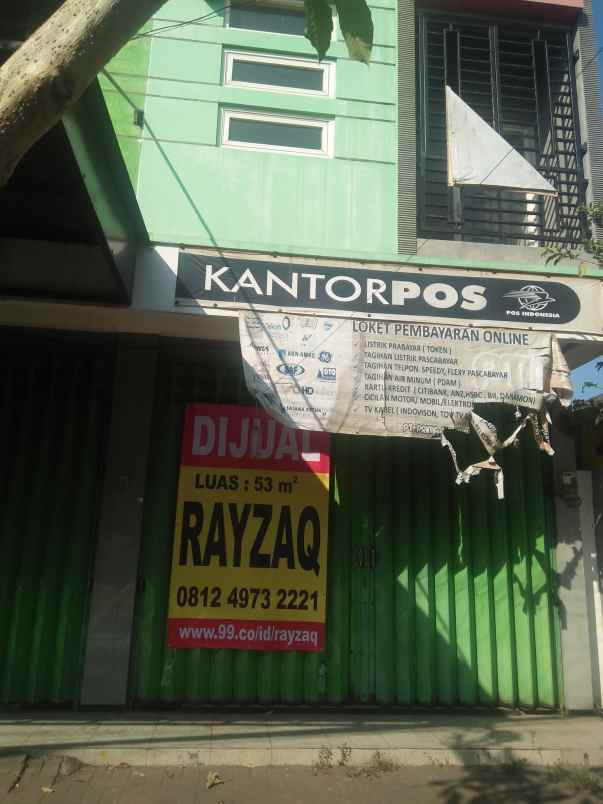 KANTORPOS
POS INDONESIA
LOKET PEMBAYARAN ONLINE
LISTRIK PRABAYAR ( TOKEN )
TAGIHAN LISTRIK PASCABAYAR
TAGIHAN TELPON. SPEEDY, FLEXY PASCABAYAR
TAGIHAN AIR MINUM ( PDAM )
KARTU KREDIT ( CITIBANK, ANZ,HSBC , BII, DANAMON)
CICILAN MOTOR/ MOBIL/ELEKTRO
TV KABEL ( INDOVISON, TOV TV
DIJUAL
LUAS : 53 m²
RAYZAQ
0812 4973 2221
www.99.co/id/rayzaq